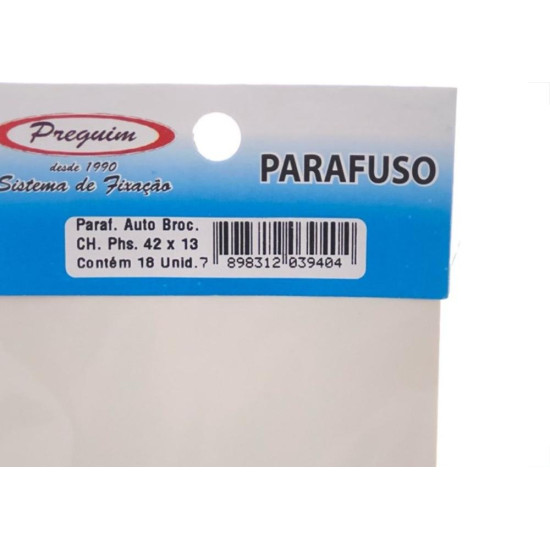 Preguim
desde 1990
Sistema de Fixação
PARAFUSO
Paraf. Auto Broc.
CH. Phs. 42 x 13
Contém 18 Unid.
7 898312 039404